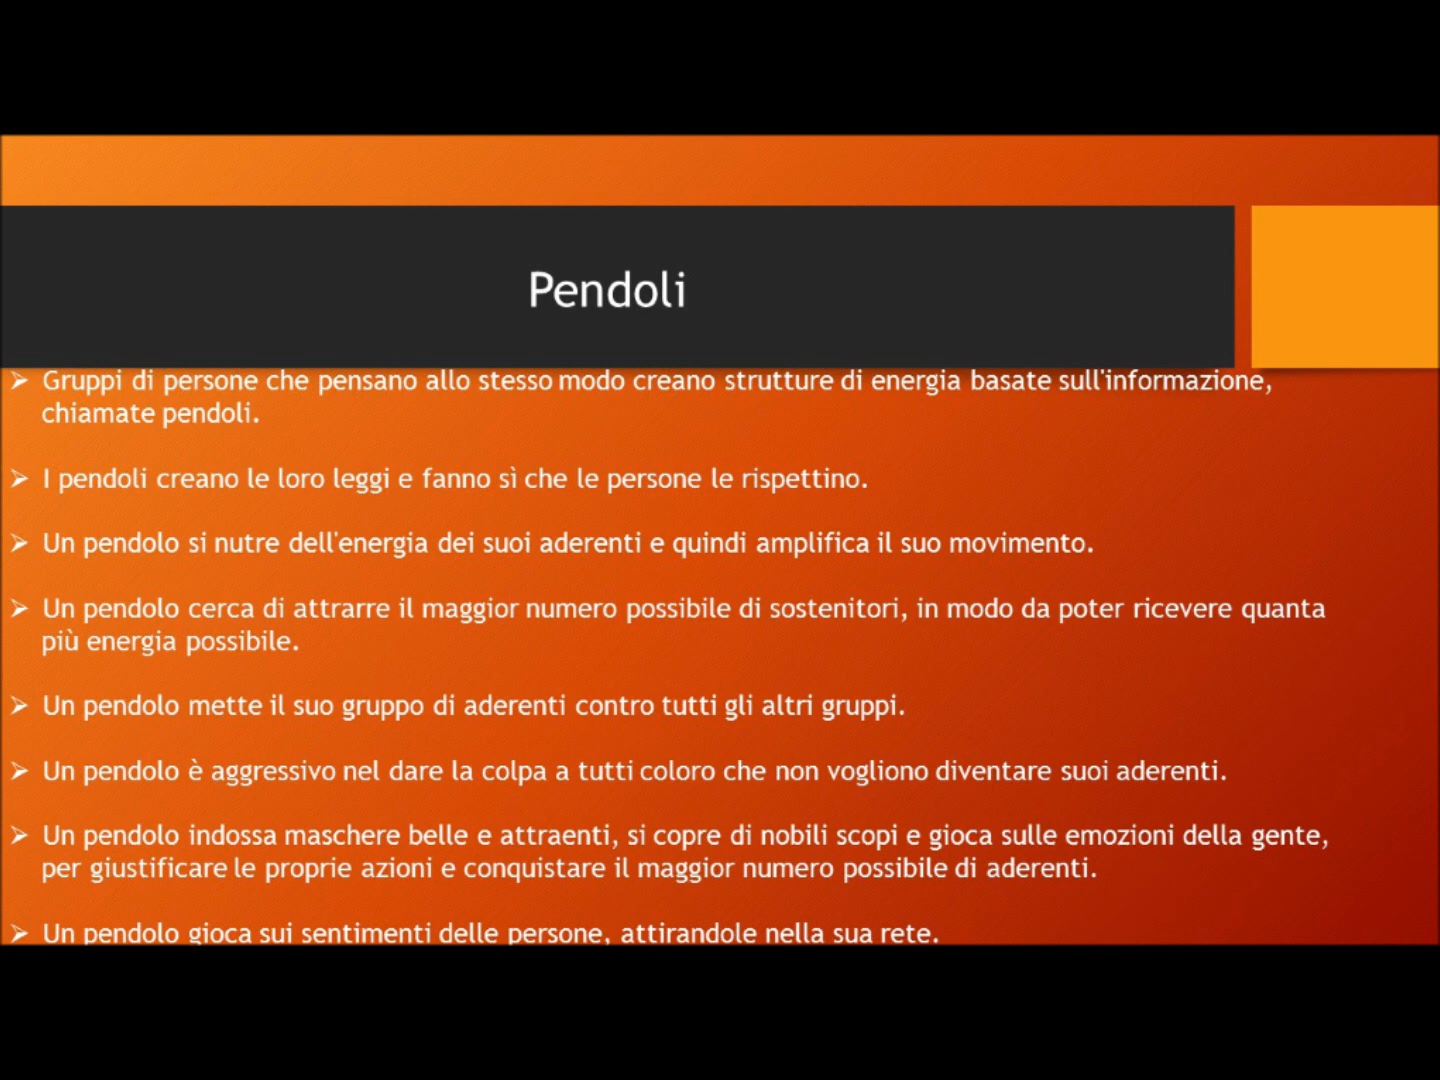 Pendoli
➢ Gruppi di persone che pensano allo stesso modo creano strutture di energia basate sull'informazione,
chiamate pendoli.
➢ I pendoli creano le loro leggi e fanno sì che le persone le rispettino.
➢ Un pendolo si nutre dell'energia dei suoi aderenti e quindi amplifica il suo movimento.
➢ Un pendolo cerca di attrarre il maggior numero possibile di sostenitori, in modo da poter ricevere quanta
più energia possibile.
➢ Un pendolo mette il suo gruppo di aderenti contro tutti gli altri gruppi.
➢ Un pendolo è aggressivo nel dare la colpa a tutti coloro che non vogliono diventare suoi aderenti.
➢ Un pendolo indossa maschere belle e attraenti, si copre di nobili scopi e gioca sulle emozioni della gente,
per giustificare le proprie azioni e conquistare il maggior numero possibile di aderenti.
➢ Un pendolo gioca sui sentimenti delle persone, attirandole nella sua rete.